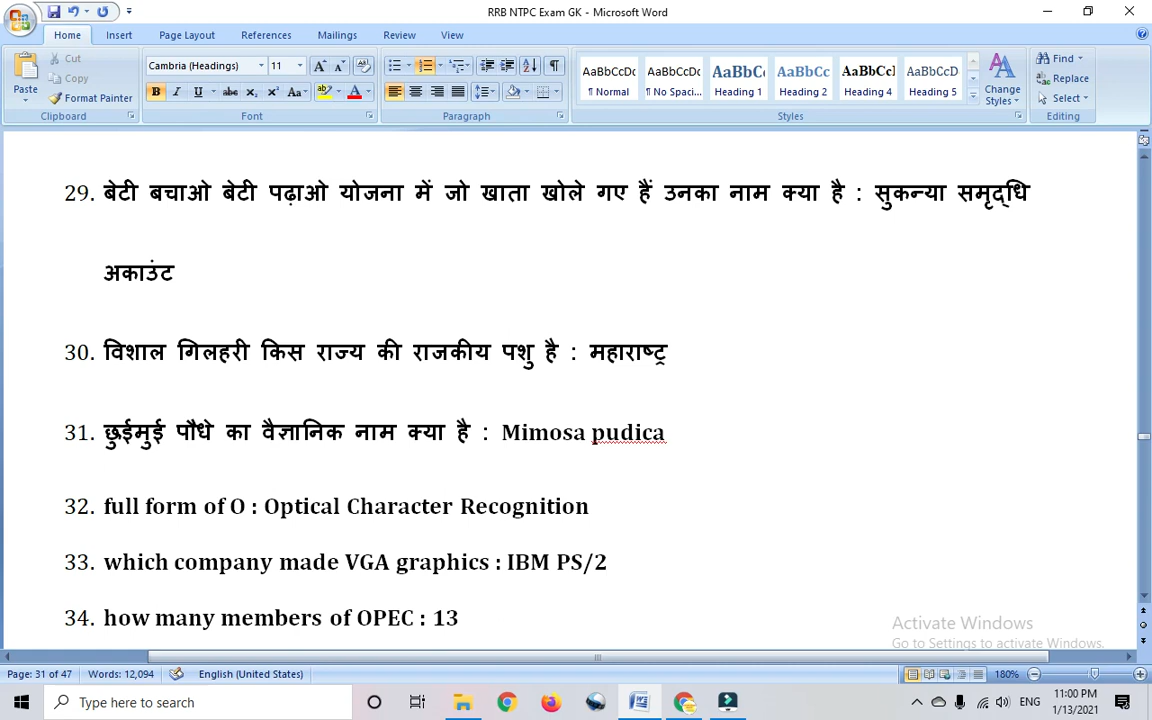 RRB NTPC Exam GK - Microsoft Word
Home Insert Page Layout References Mailings Review View
Paste
Cut
Copy
Format Painter
Clipboard
Cambria (Headings) 11
Font
Paragraph
AaBbCcDc AaBbCcDc AaBbC AaBbCc AaBbCcI AaBbCcDc
¶ Normal ¶ No Spaci... Heading 1 Heading 2 Heading 4 Heading 5
Change Styles
Styles
Find
Replace
Select
Editing
29. बेटी बचाओ बेटी पढ़ाओ योजना में जो खाता खोले गए हैं उनका नाम क्या है : सुकन्या समृद्धि
अकाउंट
30. विशाल गिलहरी किस राज्य की राजकीय पशु है : महाराष्ट्र
31. छुईमुई पौधे का वैज्ञानिक नाम क्या है : Mimosa pudica
32. full form of O : Optical Character Recognition
33. which company made VGA graphics : IBM PS/2
34. how many members of OPEC : 13
Activate Windows
Go to Settings to activate Windows.
Page: 31 of 47 Words: 12,094 English (United States) 180%
Type here to search
ENG
11:00 PM
1/13/2021